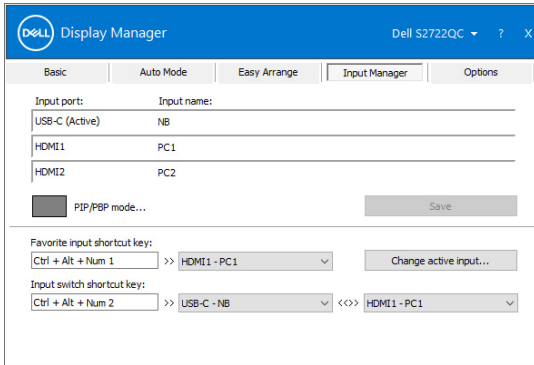 DELL Display Manager Dell S2722QC ? X
Basic Auto Mode Easy Arrange Input Manager Options
Input port: Input name:
USB-C (Active) NB
HDMI1 PC1
HDMI2 PC2
PIP/PBP mode... Save
Favorite input shortcut key:
Ctrl + Alt + Num 1 >> HDMI1 - PC1 Change active input...
Input switch shortcut key:
Ctrl + Alt + Num 2 >> USB-C - NB <<>> HDMI1 - PC1